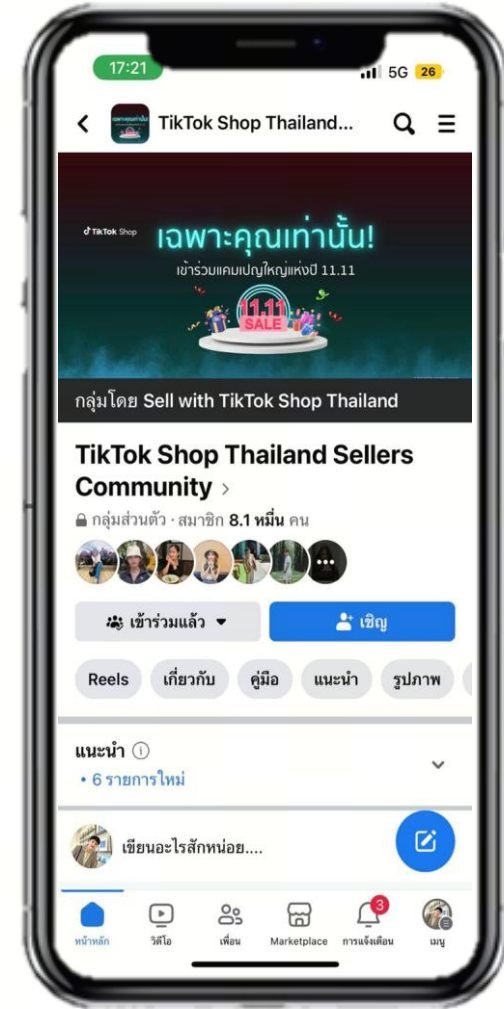 17:21
5G 26
TikTok Shop Thailand...
TikTok Shop
เฉพาะคุณเท่านั้น!
เข้าร่วมแคมเปญใหญ่แห่งปี 11.11
11.11
SALE
กลุ่มโดย Sell with TikTok Shop Thailand
TikTok Shop Thailand Sellers
Community >
กลุ่มส่วนตัว · สมาชิก 8.1 หมื่น คน
เข้าร่วมแล้ว เชิญ
Reels เกี่ยวกับ คู่มือ แนะนำ รูปภาพ
แนะนำ
• 6 รายการใหม่
เขียนอะไรสักหน่อย....
3
หน้าหลัก วิดีโอ เพื่อน Marketplace การแจ้งเตือน เมนู